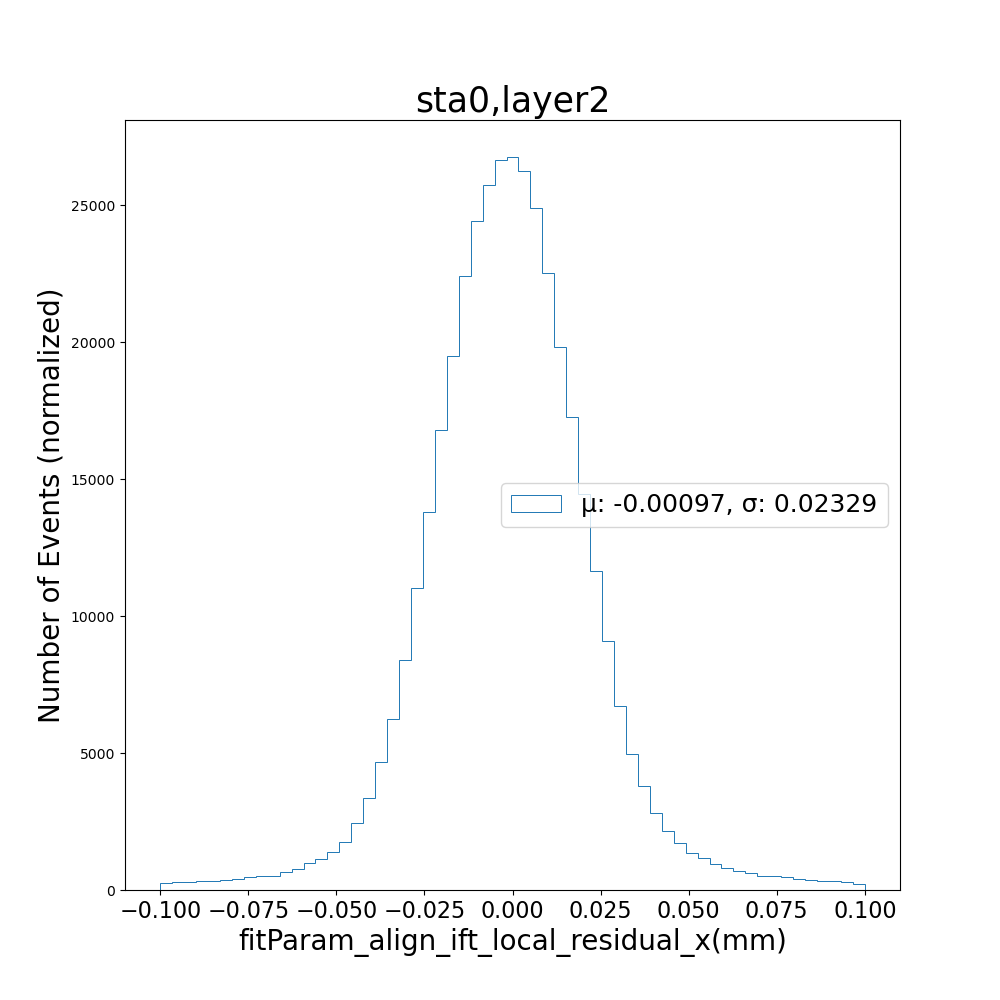 sta0,layer2
Number of Events (normalized)
25000
20000
15000
10000
5000
0
μ: -0.00097, σ: 0.02329
−0.100 −0.075 −0.050 −0.025 0.000 0.025 0.050 0.075 0.100
fitParam_align_ift_local_residual_x(mm)